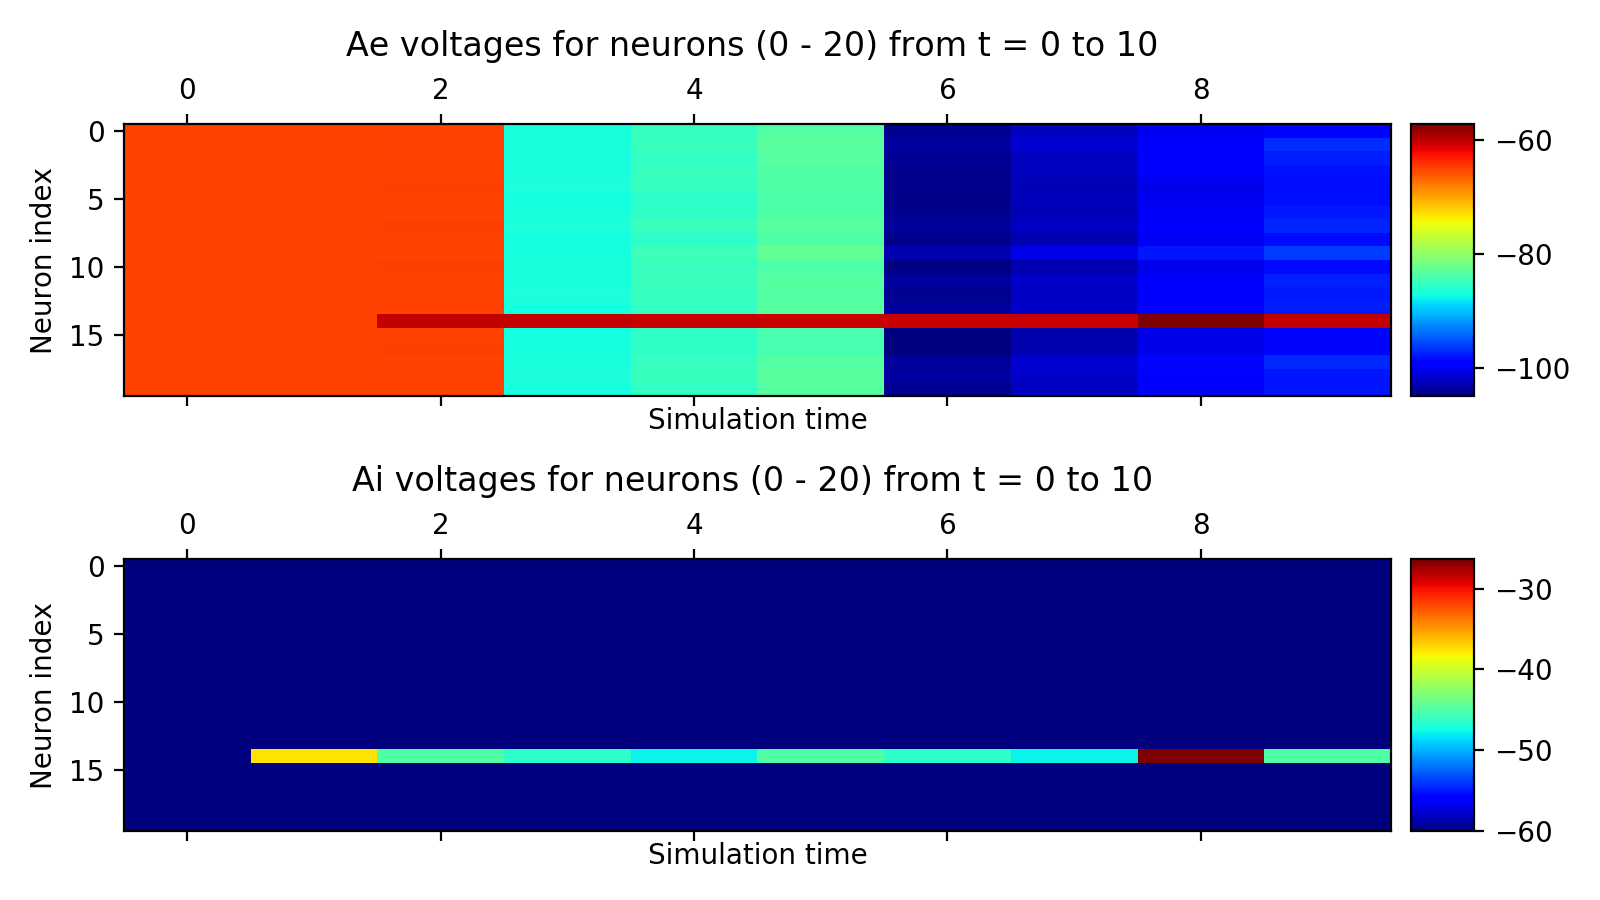 Ae voltages for neurons (0 - 20) from t = 0 to 10
0 2 4 6 8
Neuron index
0
5
10
15
−60
−80
−100
Simulation time
Ai voltages for neurons (0 - 20) from t = 0 to 10
0 2 4 6 8
Neuron index
0
5
10
15
−30
−40
−50
−60
Simulation time